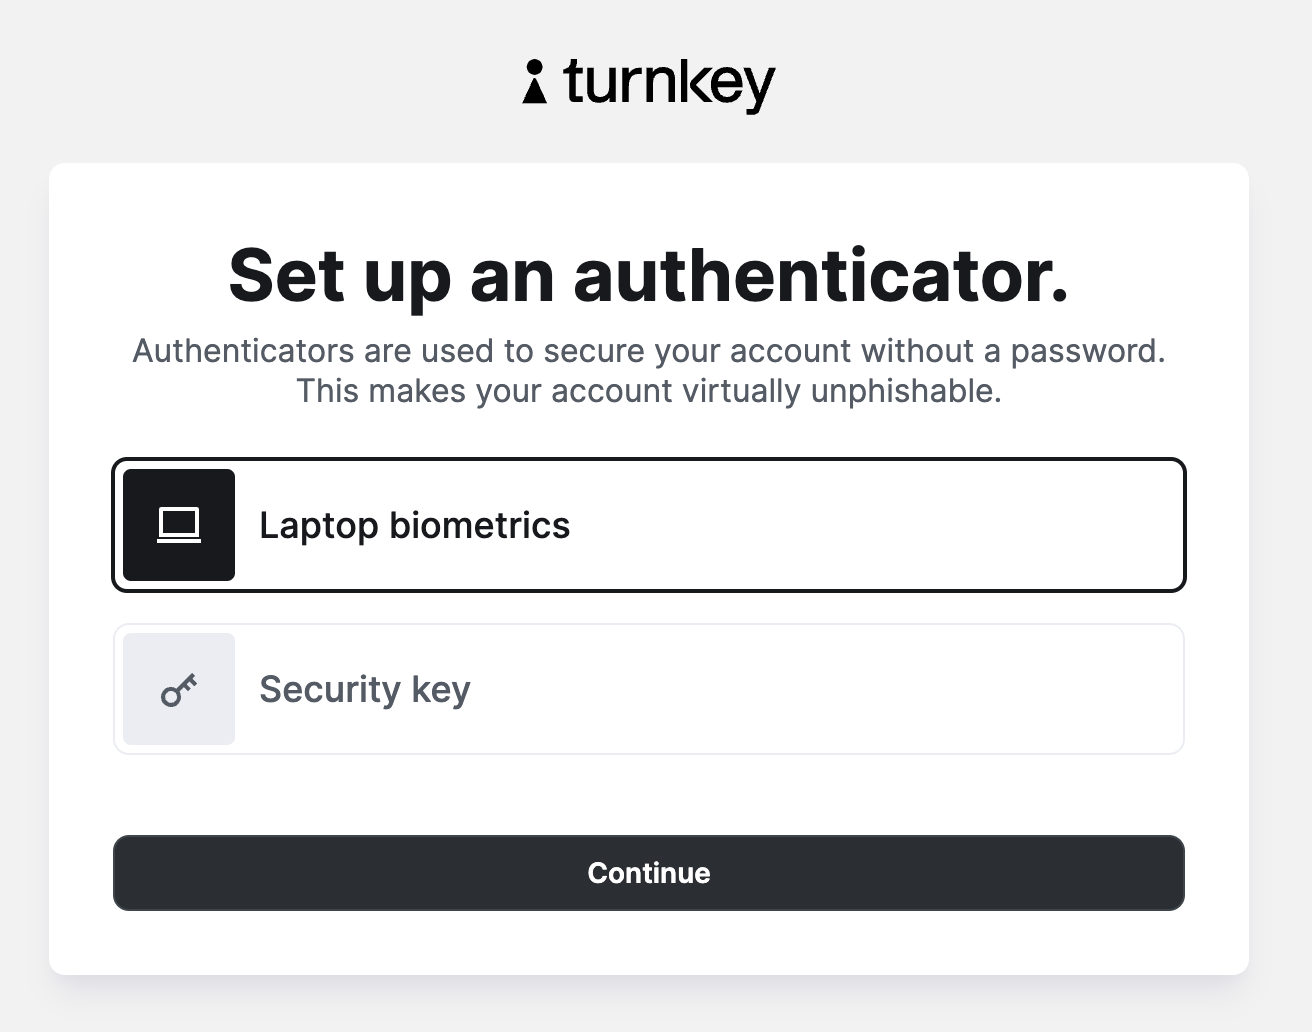 turnkey
Set up an authenticator.
Authenticators are used to secure your account without a password.
This makes your account virtually unphishable.
Laptop biometrics
Security key
Continue